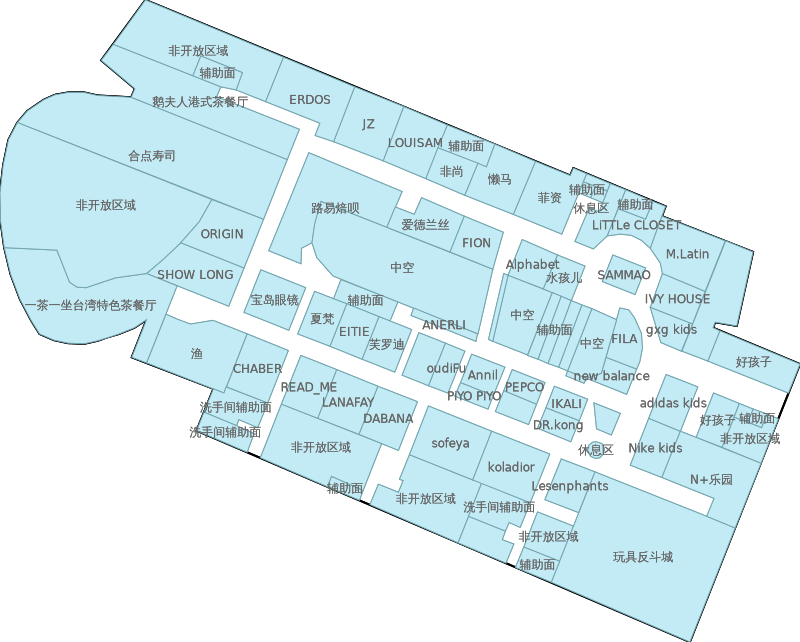 非开放区域
辅助面
鹅夫人港式茶餐厅
ERDOS
JZ
LOUISAM
辅助面
非尚
懒马
菲资
辅助面
休息区
辅助面
LiTTLe CLOSET
合点寿司
非开放区域
ORIGIN
SHOW LONG
一茶一坐台湾特色茶餐厅
路易焙呗
爱德兰丝
FION
中空
Alphabet
水孩儿
SAMMAO
M.Latin
IVY HOUSE
gxg kids
好孩子
宝岛眼镜
辅助面
夏梵
EITIE
芙罗迪
ANERLI
中空
辅助面
中空
FILA
new balance
渔
CHABER
洗手间辅助面
洗手间辅助面
READ_ME
LANAFAY
DABANA
非开放区域
辅助面
oudiFu
Annil
PIYO PIYO
PEPCO
IKALI
DR.kong
休息区
adidas kids
Nike kids
好孩子
辅助面
非开放区域
N+乐园
sofeya
koladior
非开放区域
洗手间辅助面
Lesenphants
非开放区域
辅助面
玩具反斗城